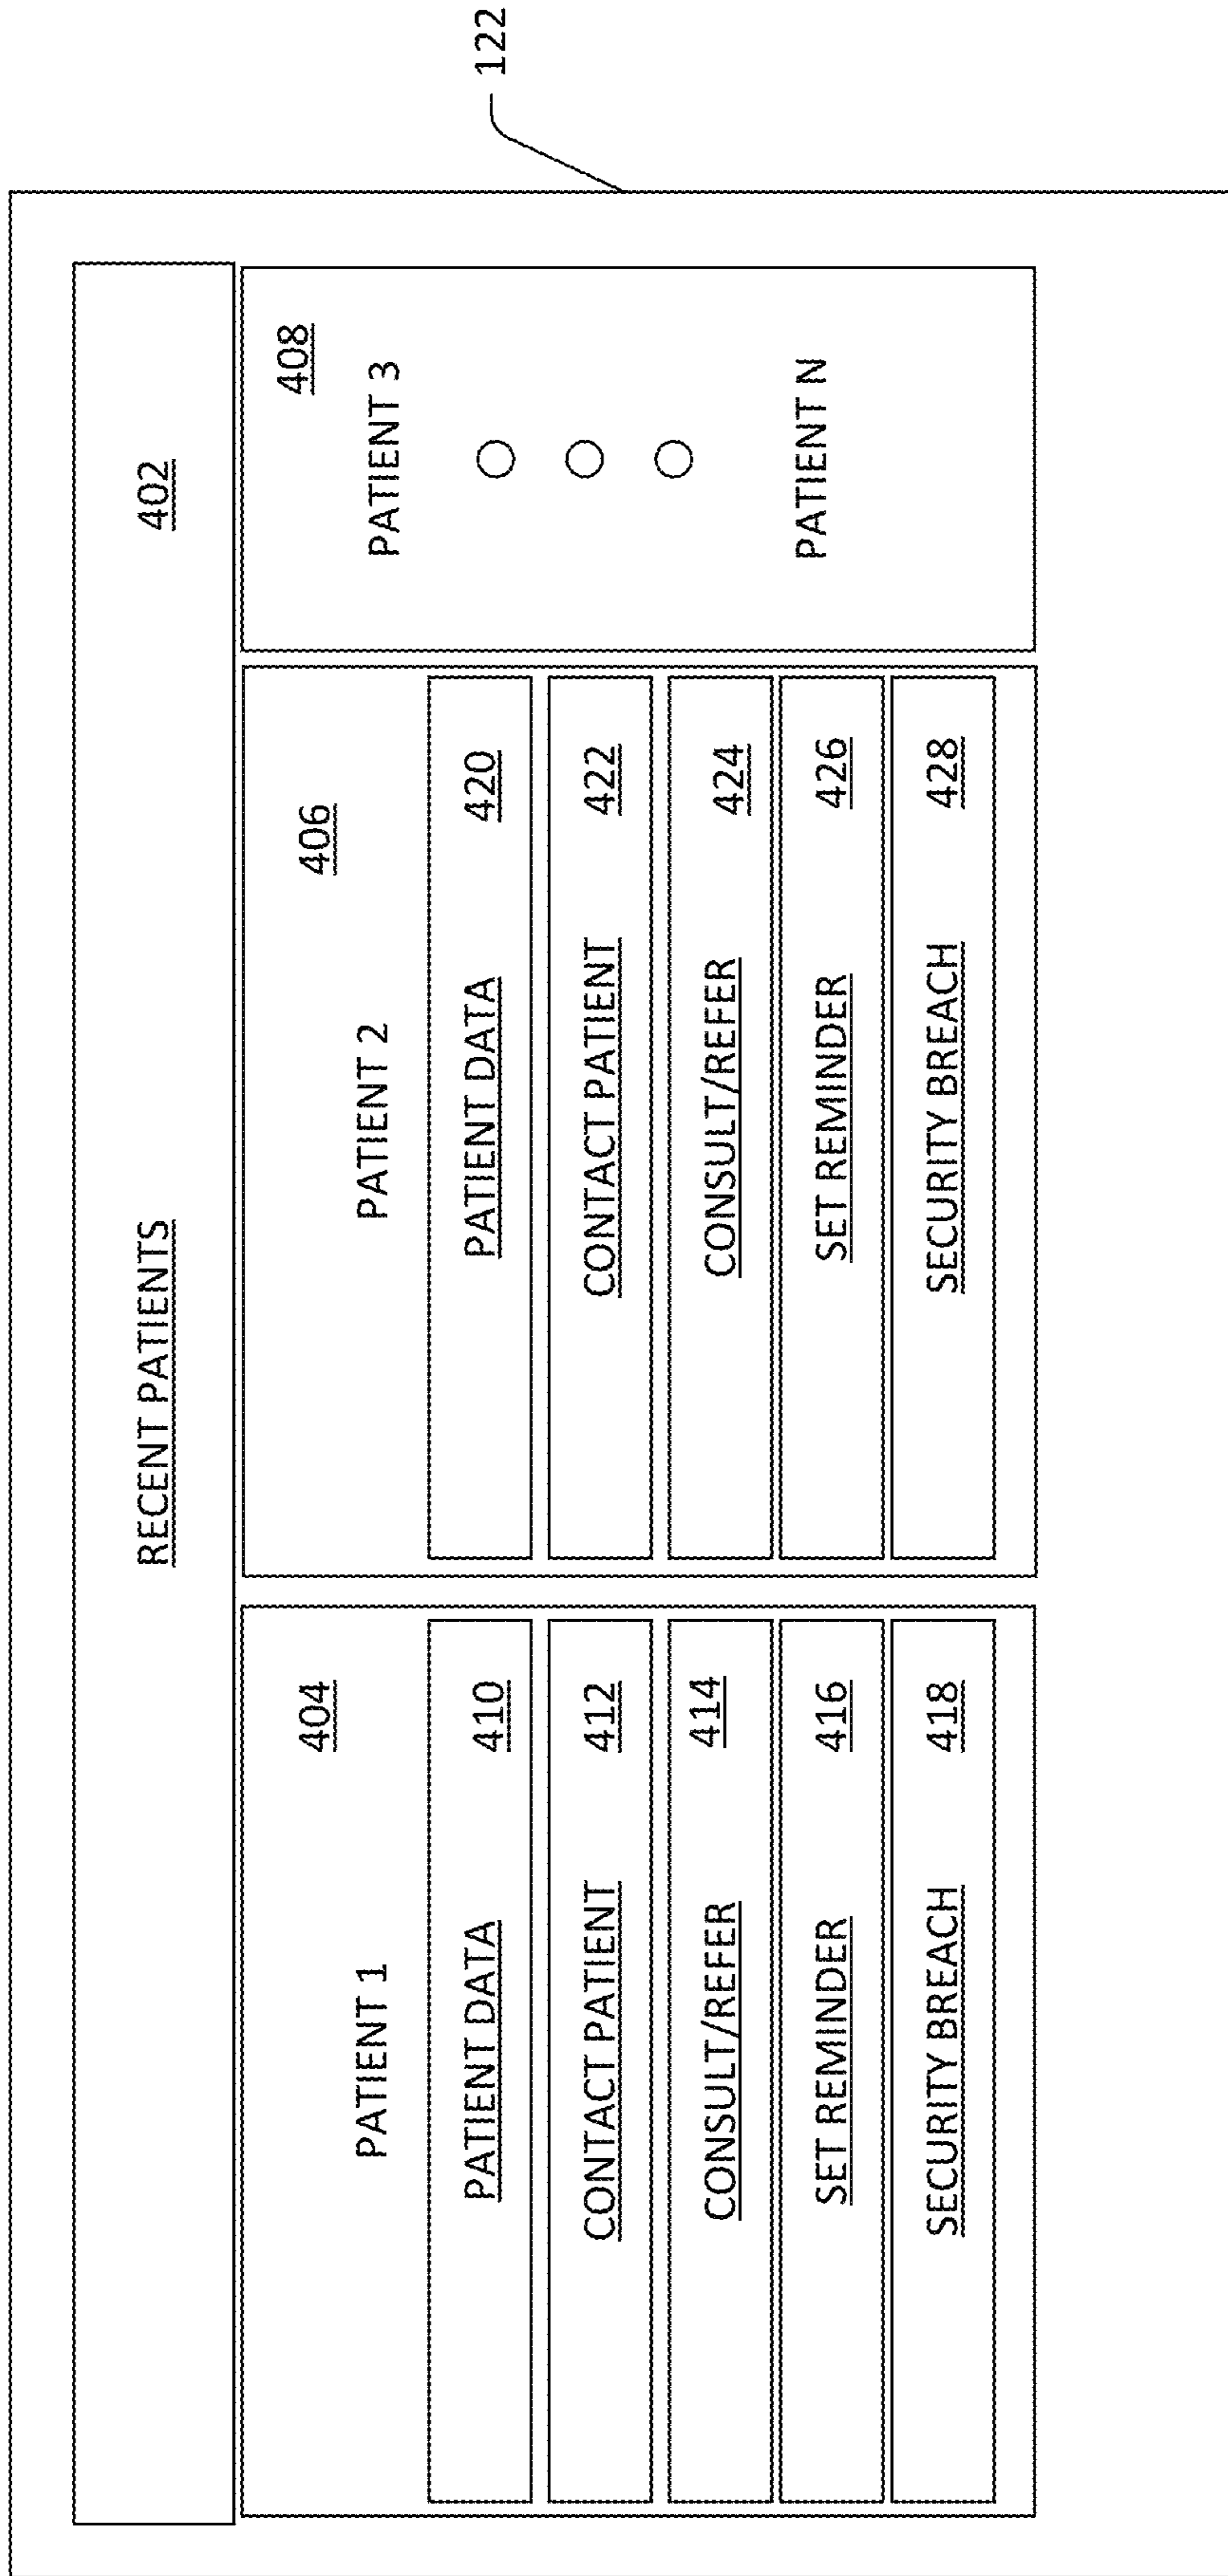 122
RECENT PATIENTS 402
404
PATIENT 1
PATIENT DATA 410
CONTACT PATIENT 412
CONSULT/REFER 414
SET REMINDER 416
SECURITY BREACH 418
406
PATIENT 2
PATIENT DATA 420
CONTACT PATIENT 422
CONSULT/REFER 424
SET REMINDER 426
SECURITY BREACH 428
408
PATIENT 3
PATIENT N